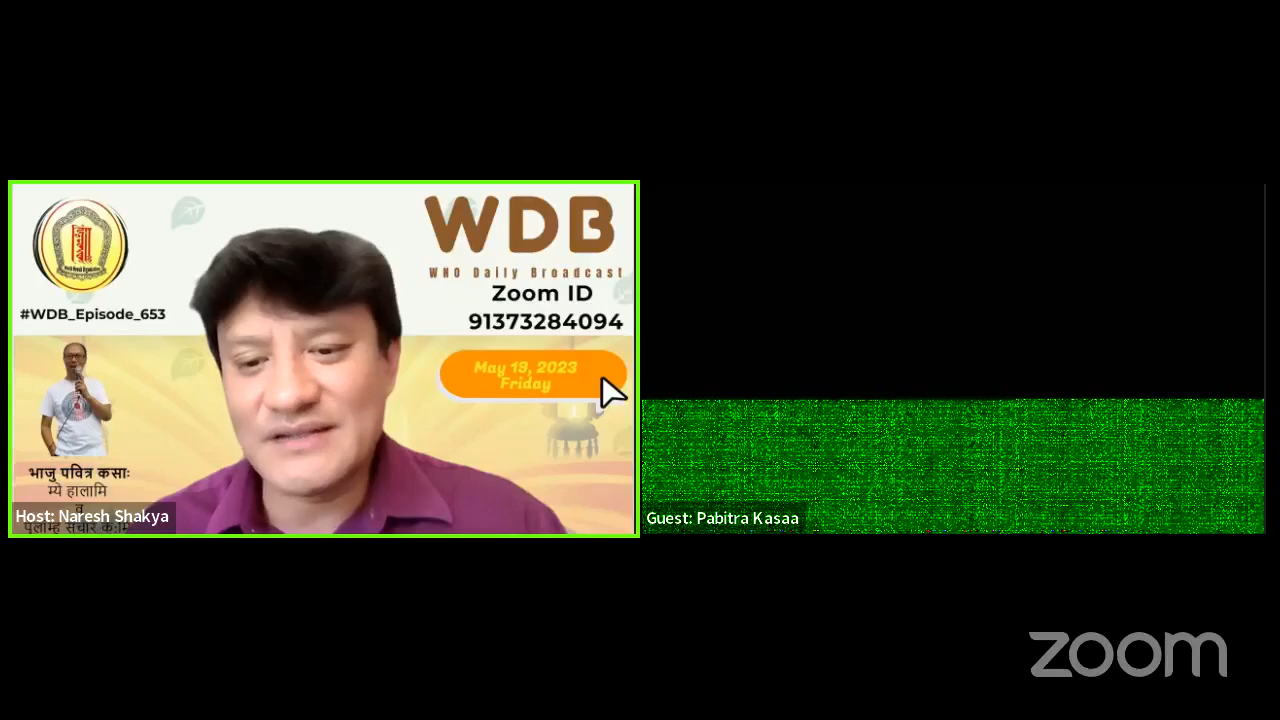 WDB
WNO Daily Broadcast
Zoom ID
91373284094
#WDB_Episode_653
May 19, 2023
Friday
भाजु पवित्र कसाः
म्ये हालामि
व
Host: Naresh Shakya
Guest: Pabitra Kasaa
zoom